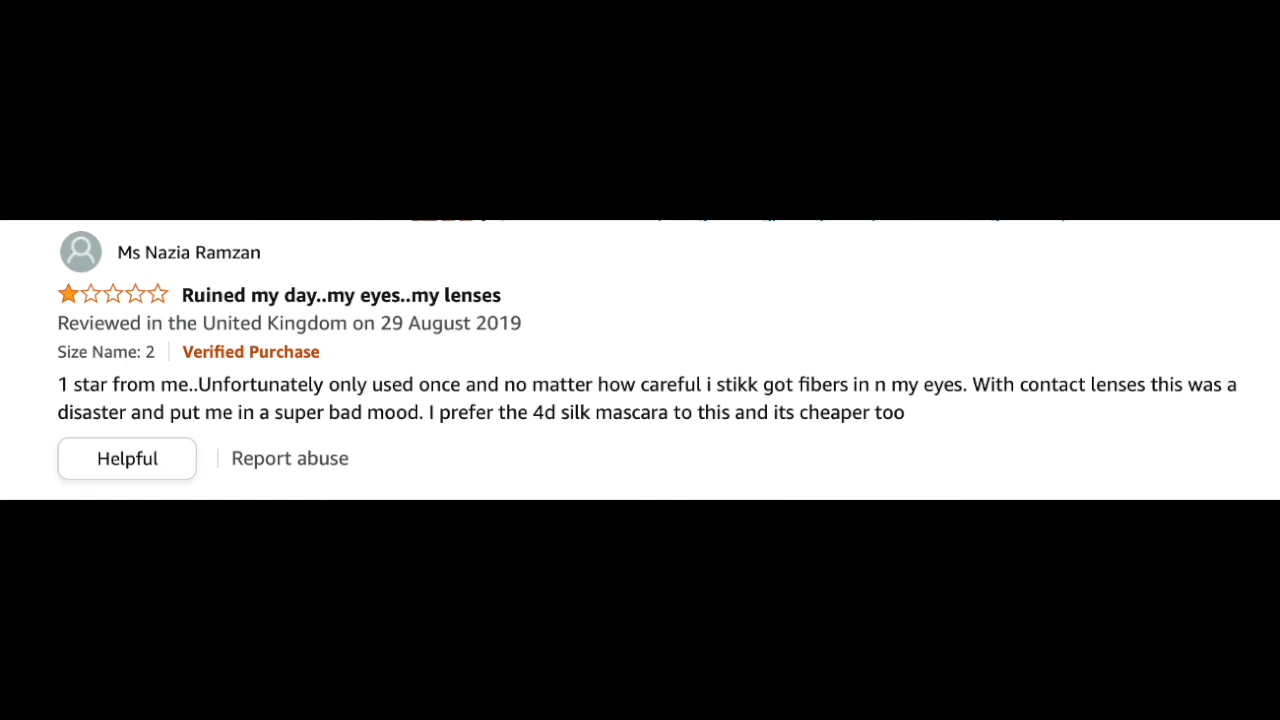 Ms Nazia Ramzan
Ruined my day..my eyes..my lenses
Reviewed in the United Kingdom on 29 August 2019
Size Name: 2 Verified Purchase
1 star from me..Unfortunately only used once and no matter how careful i stikk got fibers in n my eyes. With contact lenses this was a
disaster and put me in a super bad mood. I prefer the 4d silk mascara to this and its cheaper too
Helpful Report abuse